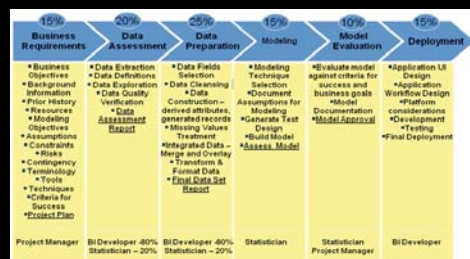 15%
Business
Requirements
Business
Objectives
Background
Information
Prior History
Resources
Modeling
Objectives
Assumptions
Constraints
Risks
Contingency
Terminology
Tools
Techniques
Criteria for
Success
Project Plan
Project Manager
20%
Data
Assessment
Data Extraction
Data Definitions
Data Exploration
Data Quality
Verification
Data
Assessment
Report
BI Developer -80%
Statistician – 20%
25%
Data
Preparation
Data Fields
Selection
Data Cleansing
Data
Construction –
derived attributes,
generated records
Missing Values
Treatment
Integrated Data -
Merge and Overlay
Transform &
Format Data
Final Data Set
Report
BI Developer -80%
Statistician – 20%
15%
Modeling
Modeling
Technique
Selection
Document
Assumptions for
Modeling
Generate Test
Design
Build Model
Assess Model
Statistician
10%
Model
Evaluation
Evaluate model
against criteria for
success and
business goals
Model
Documentation
Model Approval
Statistician
Project Manager
15%
Deployment
Application UI
Design
Application
Workflow Design
Platform
considerations
Development
Testing
Final Deployment
BI Developer